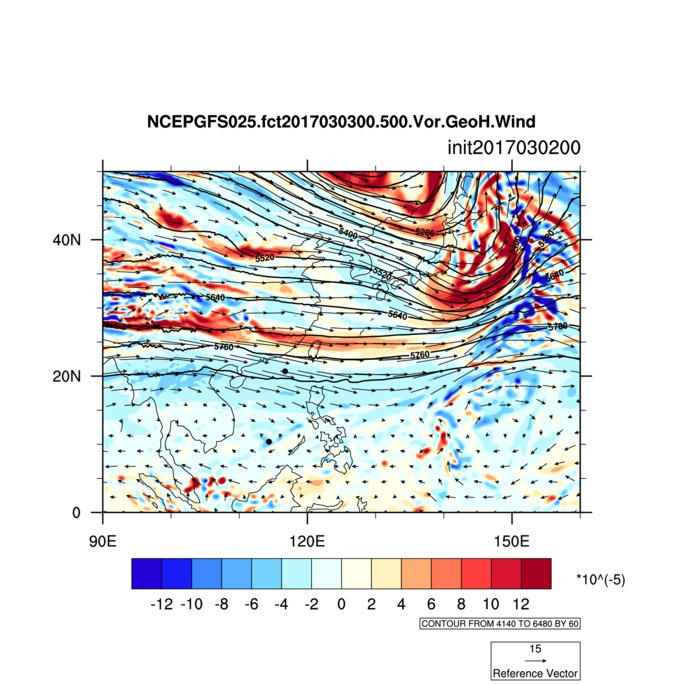 NCEPGFS025.fct2017030300.500.Vor.GeoH.Wind
init2017030200
5400
5280
5520
5520
5640
5640
5640
5760
5760
5760
40N
20N
0
90E 120E 150E
-12 -10 -8 -6 -4 -2 0 2 4 6 8 10 12
*10^(-5)
CONTOUR FROM 4140 TO 6480 BY 60
15
Reference Vector